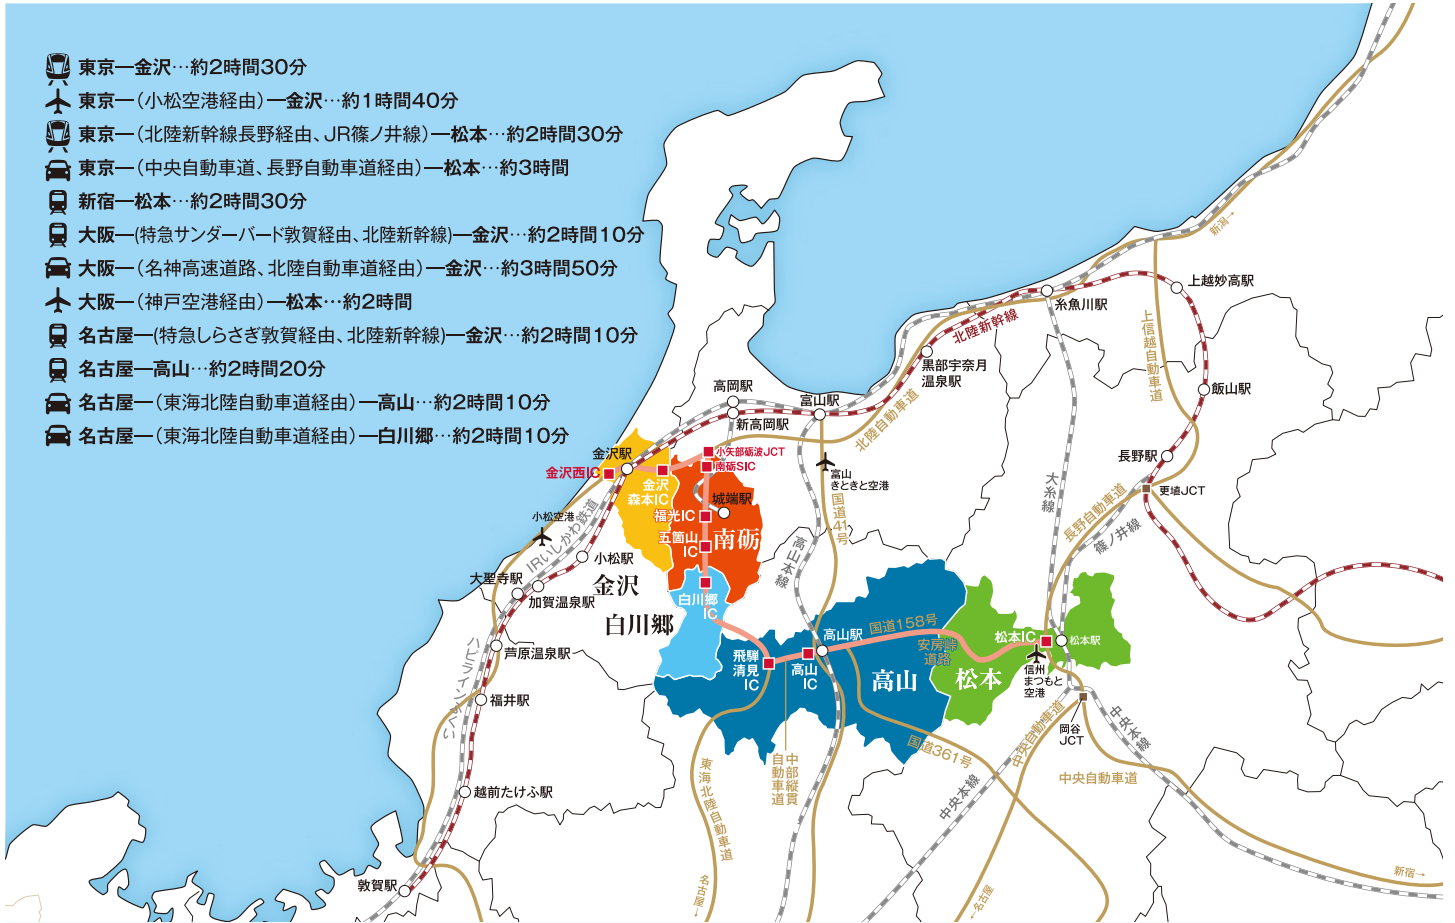 東京―金沢…約2時間30分
東京―（小松空港経由）―金沢…約1時間40分
東京―（北陸新幹線長野経由、JR篠ノ井線）―松本…約2時間30分
東京―（中央自動車道、長野自動車道経由）―松本…約3時間
新宿―松本…約2時間30分
大阪―(特急サンダーバード敦賀経由、北陸新幹線)―金沢…約2時間10分
大阪―（名神高速道路、北陸自動車道経由）―金沢…約3時間50分
大阪―（神戸空港経由）―松本…約2時間
名古屋―(特急しらさぎ敦賀経由、北陸新幹線)―金沢…約2時間10分
名古屋―高山…約2時間20分
名古屋―（東海北陸自動車道経由）―高山…約2時間10分
名古屋―（東海北陸自動車道経由）―白川郷…約2時間10分
新潟→
上越妙高駅
糸魚川駅
北陸新幹線
上信越自動車道
黒部宇奈月
温泉駅
飯山駅
高岡駅
富山駅
新高岡駅
北陸自動車道
金沢駅
小矢部砺波JCT
南砺SIC
金沢西IC
金沢
森本IC
富山
きときと空港
長野駅
更埴JCT
大糸線
長野自動車道
篠ノ井線
城端駅
福光IC
南砺
五箇山
IC
国道41号
高山本線
小松空港
IRいしかわ鉄道
小松駅
大聖寺駅
加賀温泉駅
金沢
白川郷
白川郷
IC
高山駅
国道158号
安房峠
道路
松本IC
松本駅
信州
まつもと
空港
飛騨
清見
IC
高山
IC
高山
松本
芦原温泉駅
ハピラインふくい
福井駅
越前たけふ駅
敦賀駅
東海北陸自動車道
名古屋→
中部縦貫
自動車道
国道361号
中央自動車道
岡谷
JCT
中央本線
中央自動車道
中央本線
←名古屋
新宿→